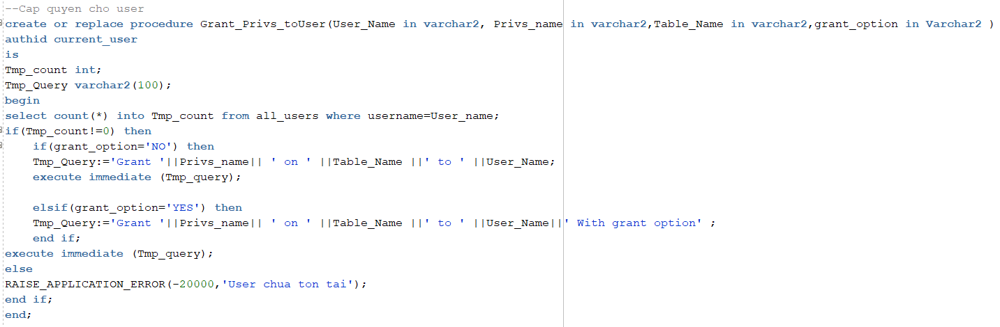 --Cap quyen cho user
create or replace procedure Grant_Privs_toUser(User_Name in varchar2, Privs_name in varchar2,Table_Name in varchar2,grant_option in Varchar2 )
authid current_user
is
Tmp_count int;
Tmp_Query varchar2(100);
begin
select count(*) into Tmp_count from all_users where username=User_name;
if(Tmp_count!=0) then
    if(grant_option='NO') then
    Tmp_Query:='Grant '||Privs_name|| ' on ' ||Table_Name ||' to ' ||User_Name;
    execute immediate (Tmp_query);
    elsif(grant_option='YES') then
    Tmp_Query:='Grant '||Privs_name|| ' on ' ||Table_Name ||' to ' ||User_Name||' With grant option' ;
    end if;
execute immediate (Tmp_query);
else
RAISE_APPLICATION_ERROR(-20000,'User chua ton tai');
end if;
end;